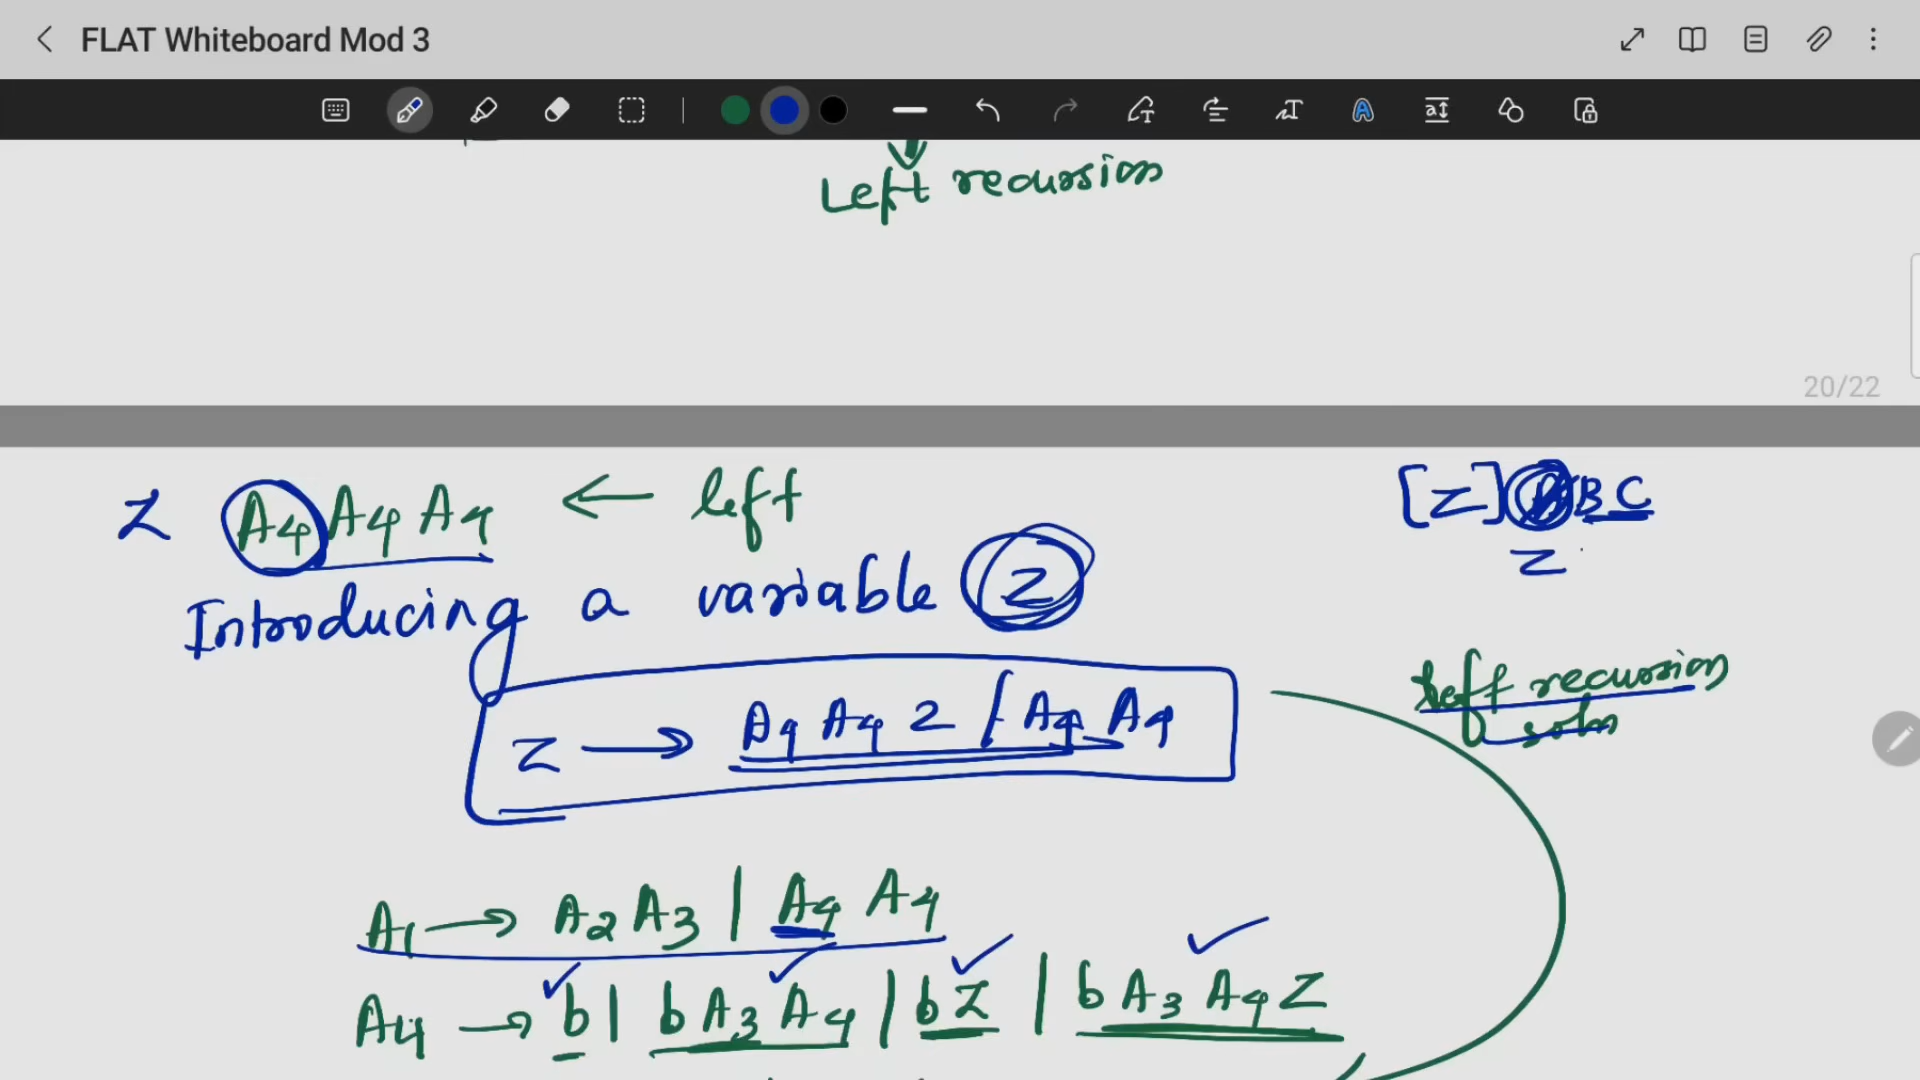 FLAT Whiteboard Mod 3
Left recursion
20/22
Z A4 A4 A4 ← left
[Z] B C
Z
Introducing a variable Z
Z → A4 A4 Z / A4 A4
Left recursion
soln
A1 → A2 A3 | A4 A4
A4 → b | b A3 A4 | b Z | b A3 A4 Z